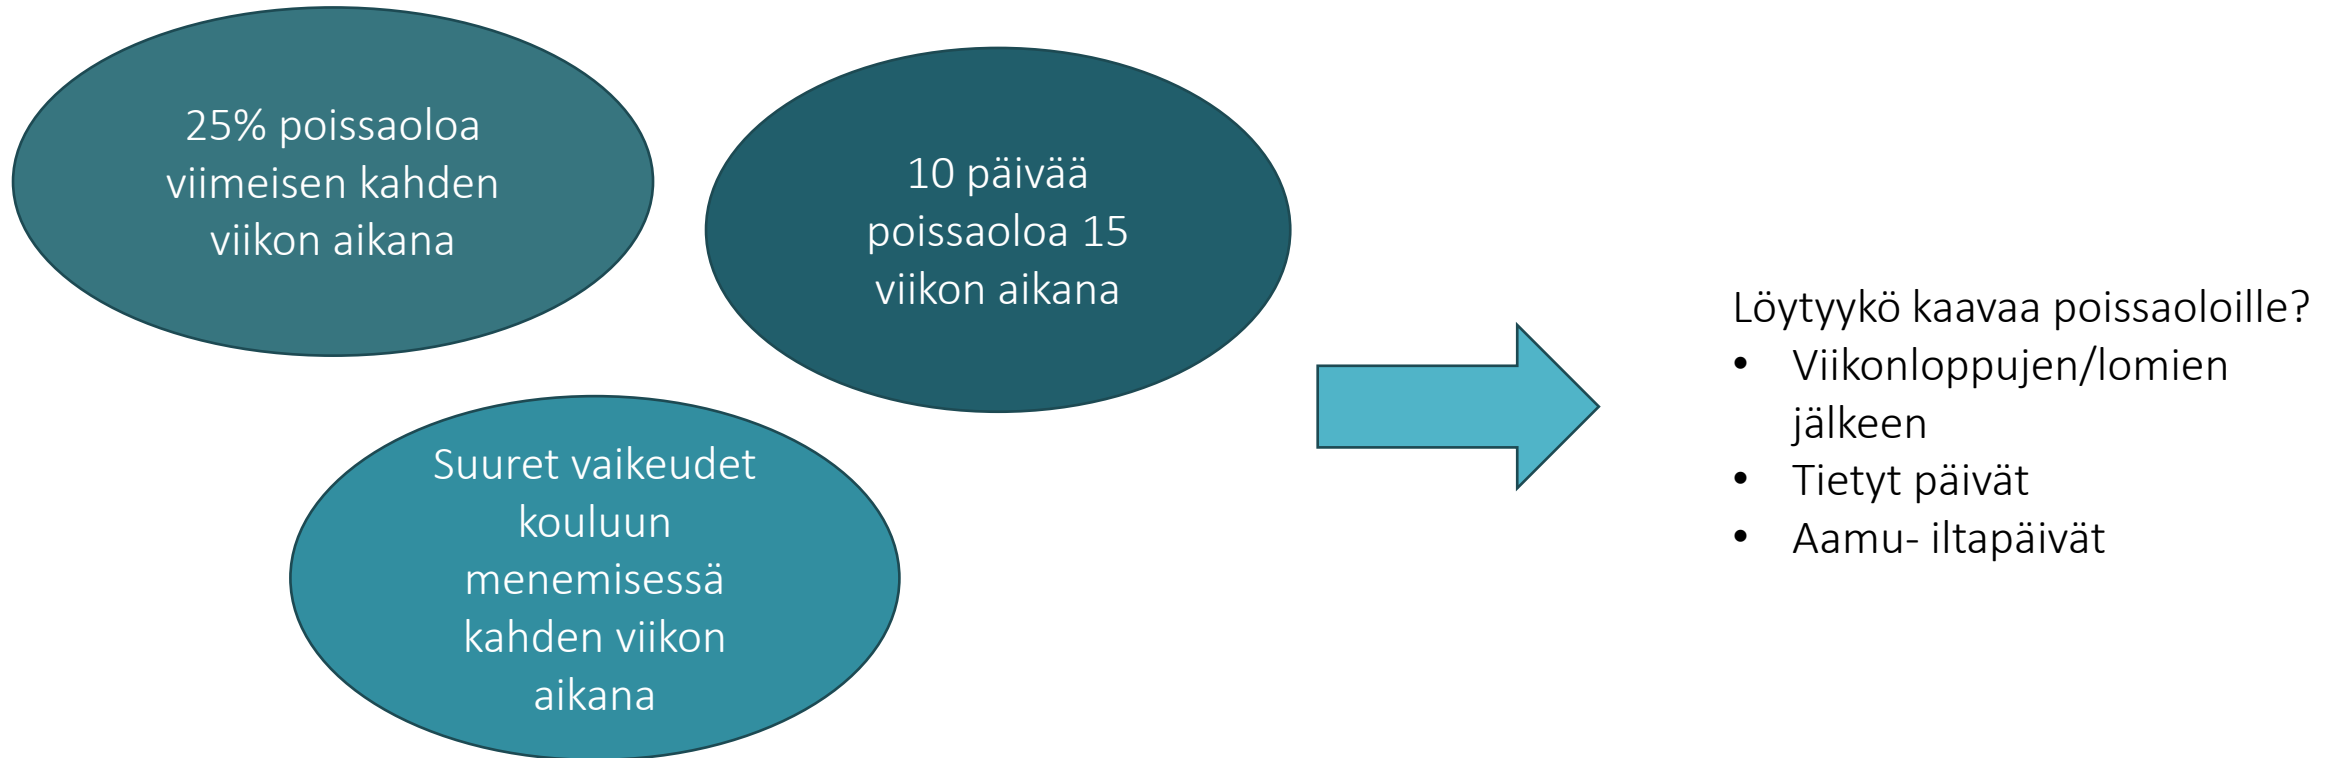 25% poissaoloa
viimeisen kahden
viikon aikana
10 päivää
poissaoloa 15
viikon aikana
Suuret vaikeudet
kouluun
menemisessä
kahden viikon
aikana
Löytyykö kaavaa poissaoloille?
• Viikonloppujen/lomien
jälkeen
• Tietyt päivät
• Aamu- iltapäivät